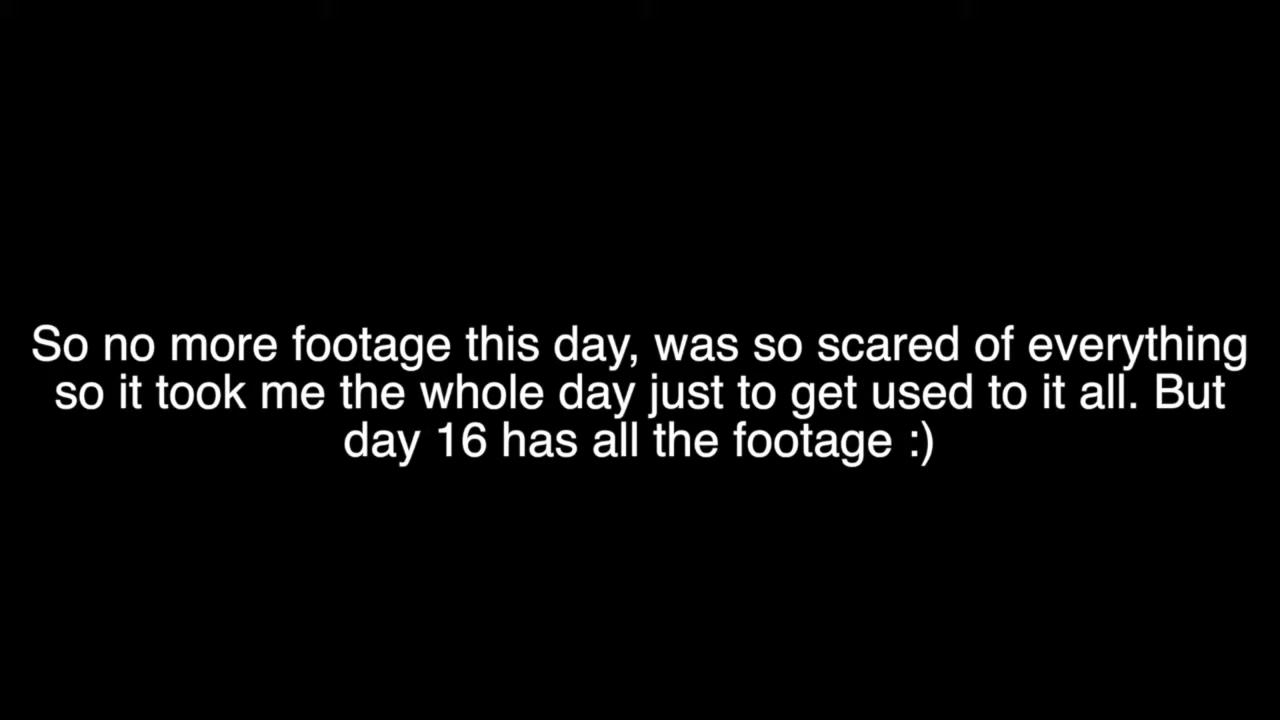 So no more footage this day, was so scared of everything
so it took me the whole day just to get used to it all. But
day 16 has all the footage :)